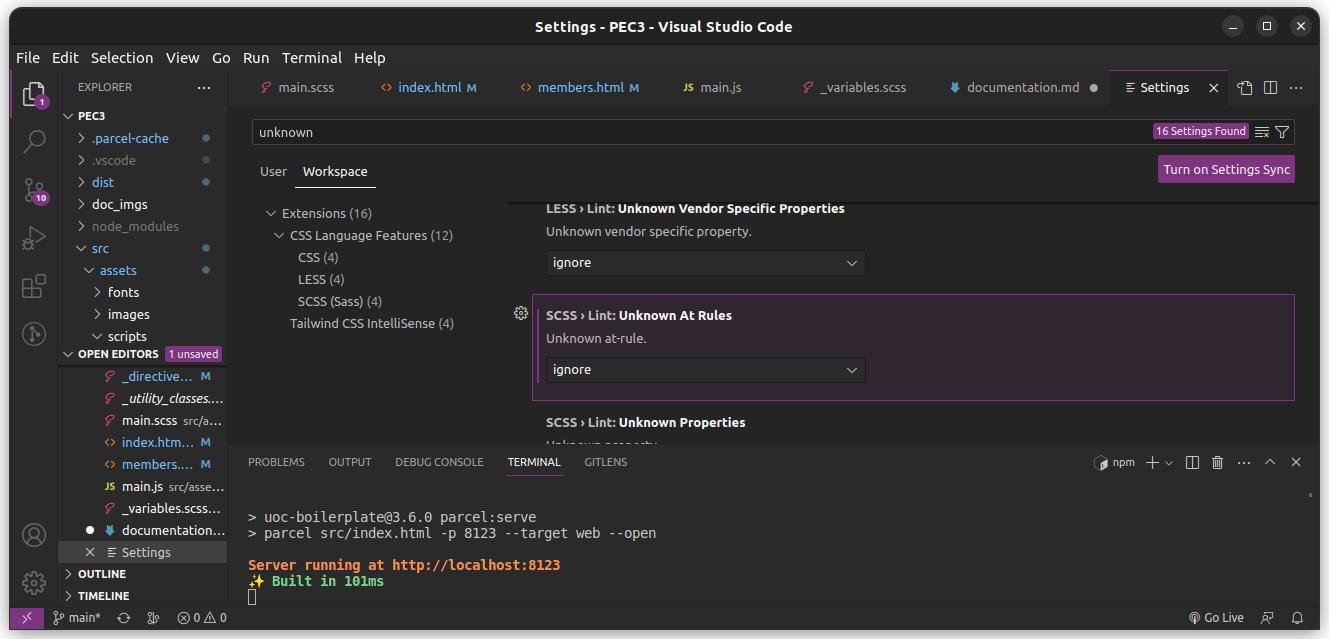 Settings - PEC3 - Visual Studio Code
File Edit Selection View Go Run Terminal Help
EXPLORER
main.scss
index.html M
members.html M
JS main.js
_variables.scss
documentation.md
Settings
1
10
PEC3
.parcel-cache
.vscode
dist
doc_imgs
node_modules
src
assets
fonts
images
scripts
OPEN EDITORS 1 unsaved
_directive... M
_utility_classes....
main.scss src/a...
index.htm... M
members.... M
JS main.js src/asse...
_variables.scss...
documentation...
Settings
OUTLINE
TIMELINE
unknown
16 Settings Found
User Workspace
Turn on Settings Sync
Extensions (16)
CSS Language Features (12)
CSS (4)
LESS (4)
SCSS (Sass) (4)
Tailwind CSS IntelliSense (4)
LESS › Lint: Unknown Vendor Specific Properties
Unknown vendor specific property.
ignore
SCSS › Lint: Unknown At Rules
Unknown at-rule.
ignore
SCSS › Lint: Unknown Properties
Unknown property.
PROBLEMS OUTPUT DEBUG CONSOLE TERMINAL GITLENS
npm
> uoc-boilerplate@3.6.0 parcel:serve
> parcel src/index.html -p 8123 --target web --open
Server running at http://localhost:8123
✨ Built in 101ms
main* 0 0 Go Live